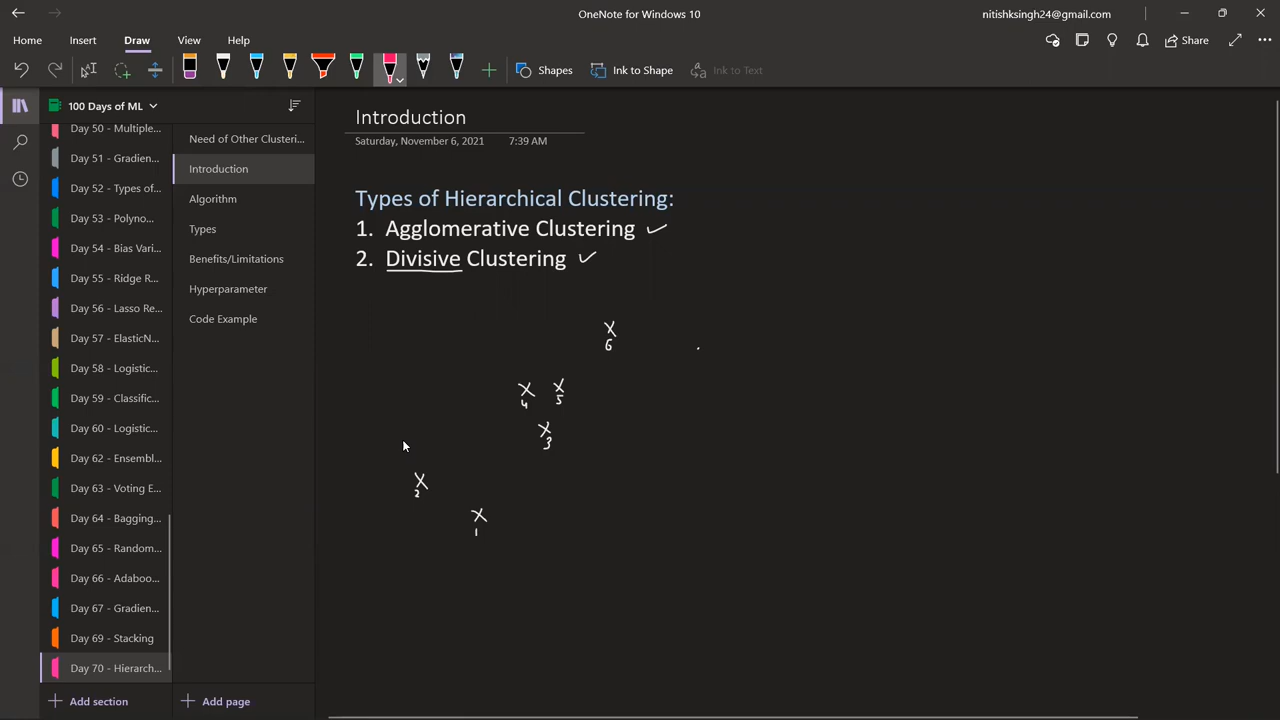 OneNote for Windows 10
nitishksingh24@gmail.com
Home Insert Draw View Help
Share
Shapes Ink to Shape Ink to Text
100 Days of ML
Day 50 - Multiple...
Day 51 - Gradien...
Day 52 - Types of...
Day 53 - Polyno...
Day 54 - Bias Vari...
Day 55 - Ridge R...
Day 56 - Lasso Re...
Day 57 - ElasticN...
Day 58 - Logistic...
Day 59 - Classific...
Day 60 - Logistic...
Day 62 - Ensembl...
Day 63 - Voting E...
Day 64 - Bagging...
Day 65 - Random...
Day 66 - Adaboo...
Day 67 - Gradien...
Day 69 - Stacking
Day 70 - Hierarch...
Add section
Need of Other Clusteri...
Introduction
Algorithm
Types
Benefits/Limitations
Hyperparameter
Code Example
Add page
Introduction
Saturday, November 6, 2021 7:39 AM
Types of Hierarchical Clustering:
1. Agglomerative Clustering ✓
2. Divisive Clustering ✓
X
6
X X
4 5
X
3
X
2
X
1